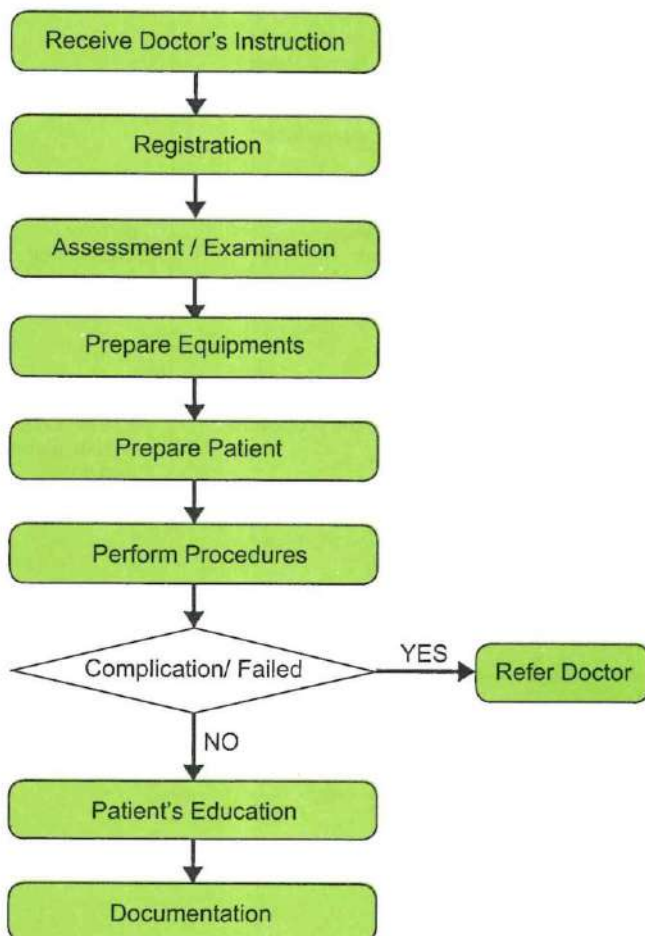 Receive Doctor's Instruction
Registration
Assessment / Examination
Prepare Equipments
Prepare Patient
Perform Procedures
Complication/ Failed
YES
Refer Doctor
NO
Patient's Education
Documentation